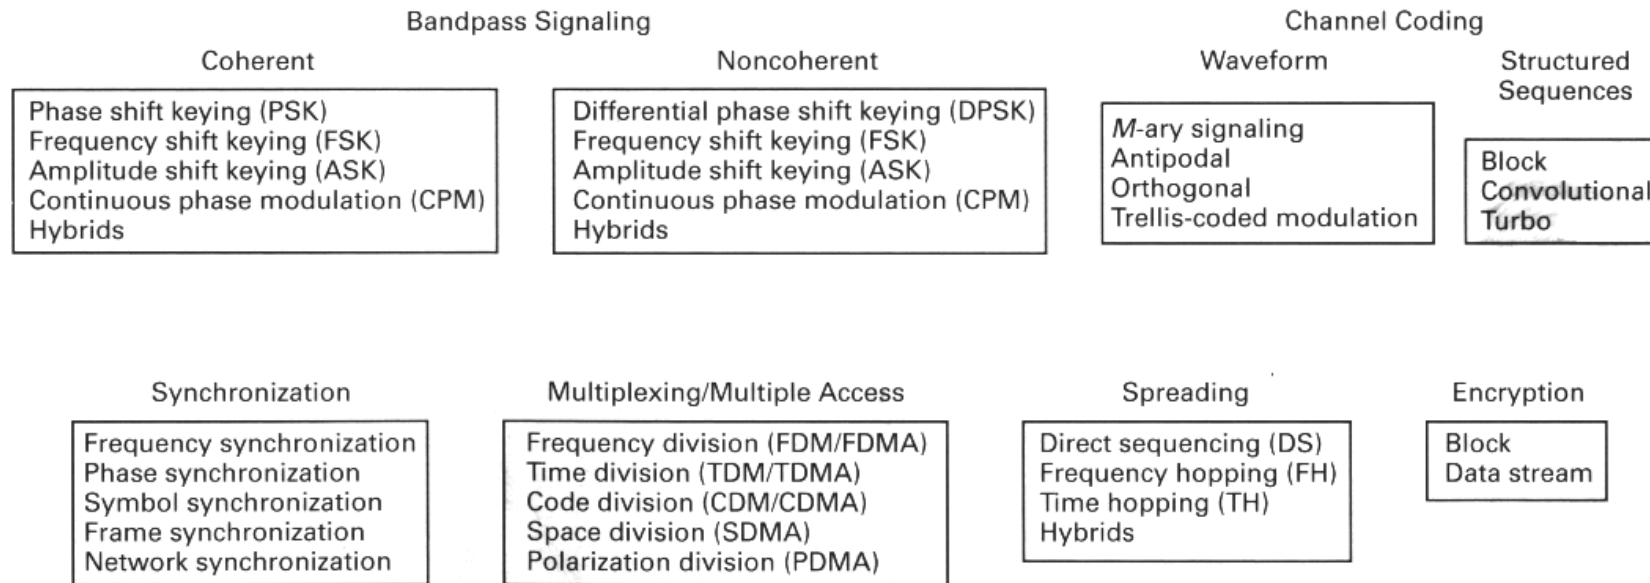 Bandpass Signaling
Coherent
Phase shift keying (PSK)
Frequency shift keying (FSK)
Amplitude shift keying (ASK)
Continuous phase modulation (CPM)
Hybrids
Noncoherent
Differential phase shift keying (DPSK)
Frequency shift keying (FSK)
Amplitude shift keying (ASK)
Continuous phase modulation (CPM)
Hybrids
Channel Coding
Waveform
M-ary signaling
Antipodal
Orthogonal
Trellis-coded modulation
Structured
Sequences
Block
Convolutional
Turbo
Synchronization
Frequency synchronization
Phase synchronization
Symbol synchronization
Frame synchronization
Network synchronization
Multiplexing/Multiple Access
Frequency division (FDM/FDMA)
Time division (TDM/TDMA)
Code division (CDM/CDMA)
Space division (SDMA)
Polarization division (PDMA)
Spreading
Direct sequencing (DS)
Frequency hopping (FH)
Time hopping (TH)
Hybrids
Encryption
Block
Data stream